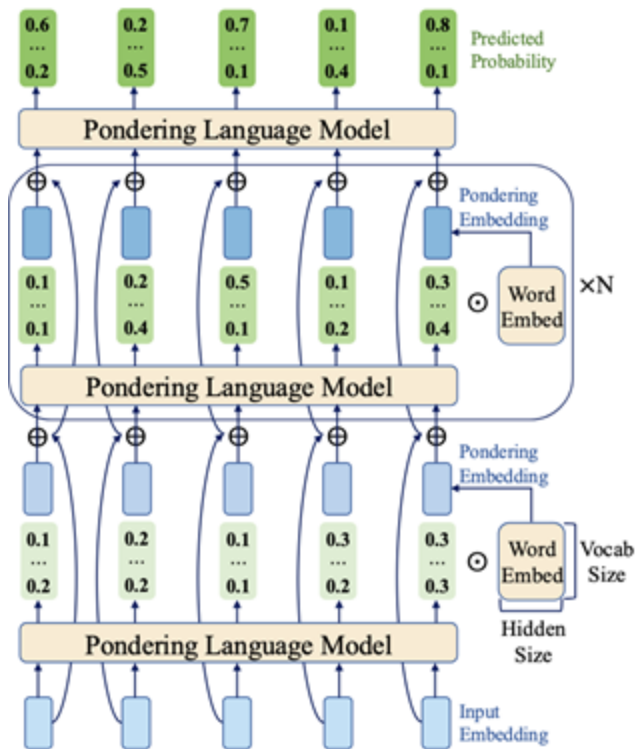 0.6 0.2 0.7 0.1 0.8
... ... ... ... ...
0.2 0.5 0.1 0.4 0.1
Predicted
Probability
Pondering Language Model
Pondering
Embedding
0.1 0.2 0.5 0.1 0.3
... ... ... ... ...
0.1 0.4 0.1 0.2 0.4
⊙
Word
Embed
×N
Pondering Language Model
Pondering
Embedding
0.1 0.2 0.1 0.3 0.3
... ... ... ... ...
0.2 0.2 0.1 0.2 0.3
⊙
Word
Embed
Vocab
Size
Hidden
Size
Pondering Language Model
Input
Embedding